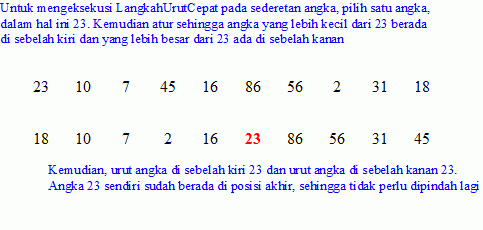 Untuk mengeksekusi LangkahUrutCepat pada sederetan angka, pilih satu angka,
dalam hal ini 23. Kemudian atur sehingga angka yang lebih kecil dari 23 berada
di sebelah kiri dan yang lebih besar dari 23 ada di sebelah kanan
23 10 7 45 16 86 56 2 31 18
18 10 7 2 16 23 86 56 31 45
Kemudian, urut angka di sebelah kiri 23 dan urut angka di sebelah kanan 23.
Angka 23 sendiri sudah berada di posisi akhir, sehingga tidak perlu dipindah lagi